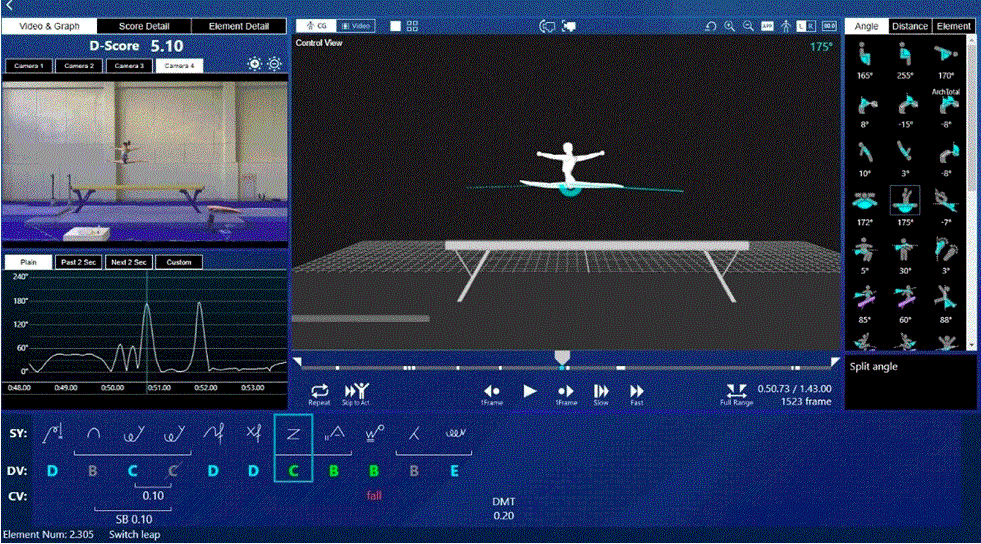 Video & Graph Score Detail Element Detail
D-Score 5.10
Camera 1 Camera 2 Camera 3 Camera 4
CG Video
L R
Control View 175°
Angle Distance Element
165° 255° 170°
ArchTotal
8° -15° -8°
10° 3° -8°
172° 175° -7°
5° 30° 3°
85° 60° 88°
Split angle
Plain Past 2 Sec Next 2 Sec Custom
240°
180°
120°
60°
0°
0:48.00 0:49.00 0:50.00 0:51.00 0:52.00 0:53.00
Repeat Skip to Act. 1Frame 1Frame Slow Fast Full Range
0.50.73 / 1.43.00
1523 frame
SY:
DV: D B C C D D C B B B E
CV: 0.10 fall
SB 0.10
DMT
0.20
Element Num: 2.305 Switch leap